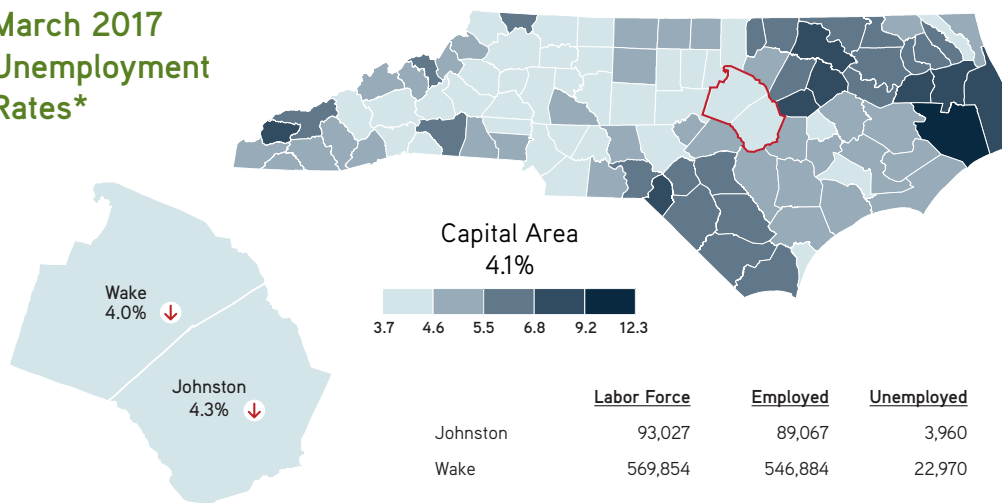 March 2017
Unemployment
Rates*
Capital Area
4.1%
3.7 4.6 5.5 6.8 9.2 12.3
Wake
4.0%
Johnston
4.3%
Labor Force Employed Unemployed
Johnston 93,027 89,067 3,960
Wake 569,854 546,884 22,970